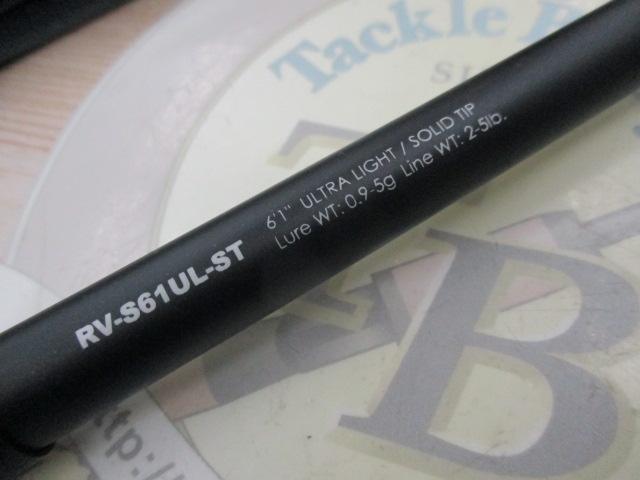 Tackle
RV-S61UL-ST
6'1" ULTRA LIGHT / SOLID TIP
Lure WT: 0.9-5g Line WT: 2-5lb.
B